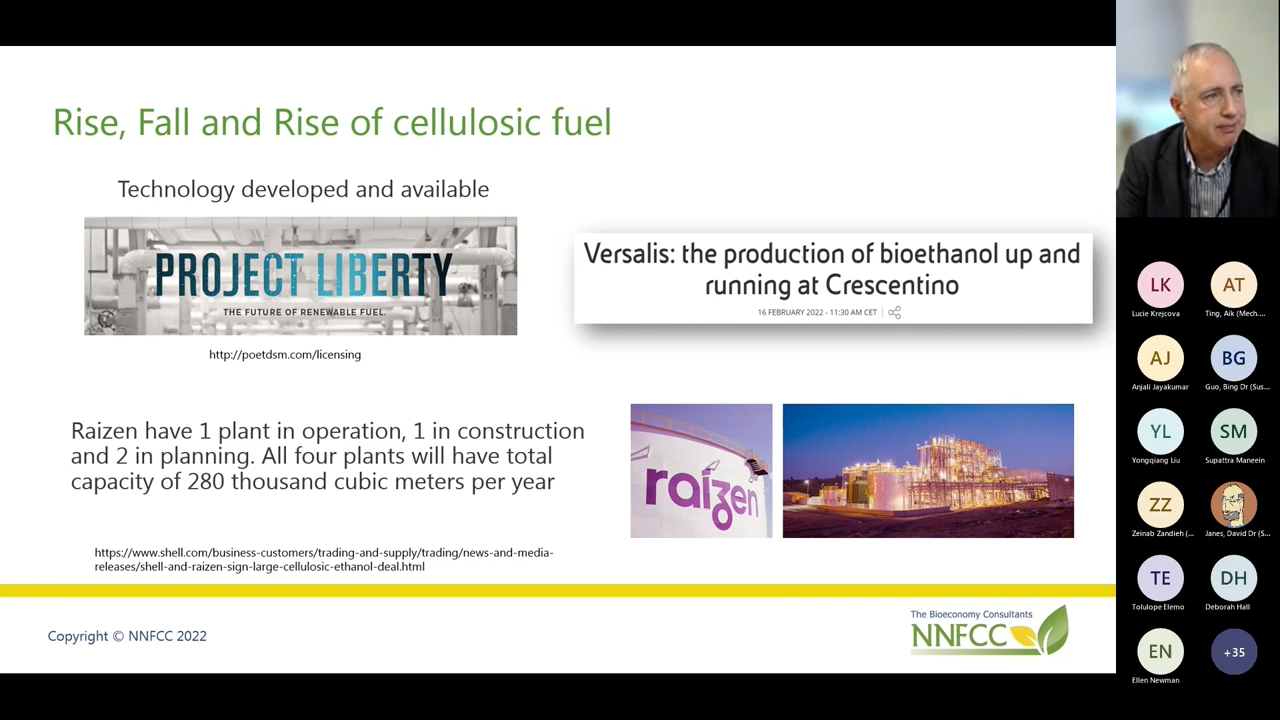 Rise, Fall and Rise of cellulosic fuel
Technology developed and available
PROJECT LIBERTY
THE FUTURE OF RENEWABLE FUEL.
http://poetdsm.com/licensing
Versalis: the production of bioethanol up and
running at Crescentino
16 FEBRUARY 2022 - 11:30 AM CET
Raizen have 1 plant in operation, 1 in construction
and 2 in planning. All four plants will have total
capacity of 280 thousand cubic meters per year
raízen
https://www.shell.com/business-customers/trading-and-supply/trading/news-and-media-
releases/shell-and-raizen-sign-large-cellulosic-ethanol-deal.html
Copyright © NNFCC 2022
The Bioeconomy Consultants
NNFCC
LK
Lucie Krejcova
AT
Ting, Aik (Mech....
AJ
Anjali Jayakumar
BG
Guo, Bing Dr (Sus...
YL
Yongqiang Liu
SM
Supattra Maneein
ZZ
Zeinab Zandieh (...
Janes, David Dr (S...
TE
Tolulope Elemo
DH
Deborah Hall
EN
Ellen Newman
+35